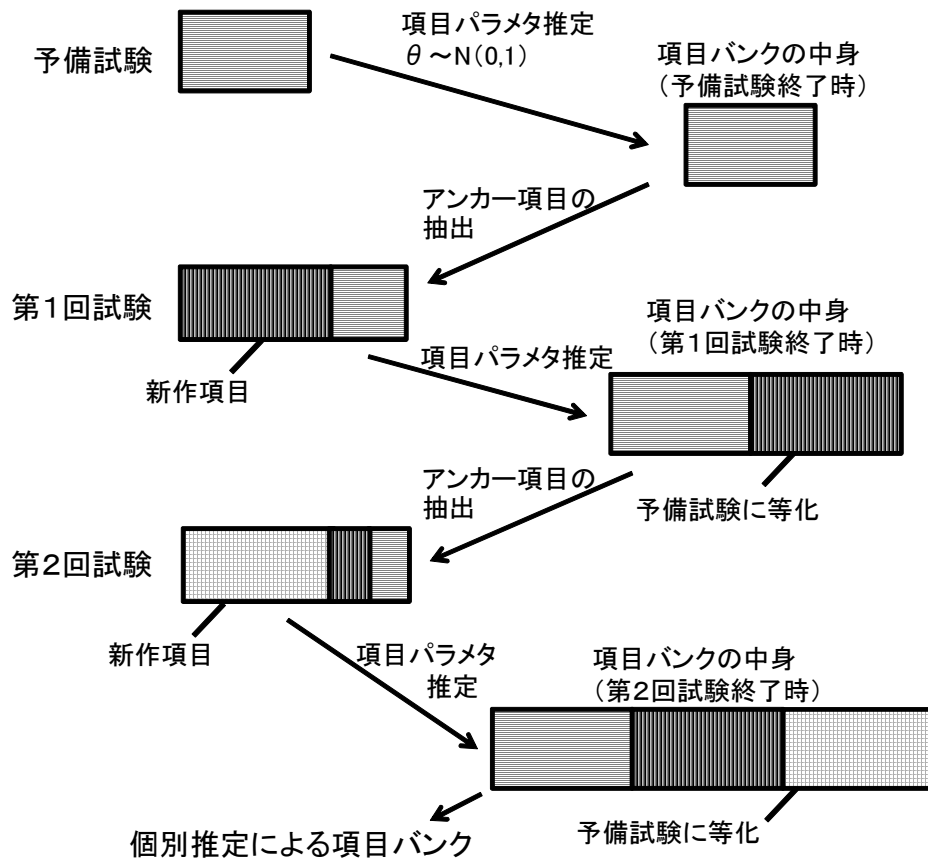 予備試験
項目パラメタ推定
θ~N(0,1)
項目バンクの中身
(予備試験終了時)
アンカー項目の
抽出
第1回試験
新作項目
項目パラメタ推定
項目バンクの中身
(第1回試験終了時)
予備試験に等化
アンカー項目の
抽出
第2回試験
新作項目
項目パラメタ
推定
項目バンクの中身
(第2回試験終了時)
予備試験に等化
個別推定による項目バンク